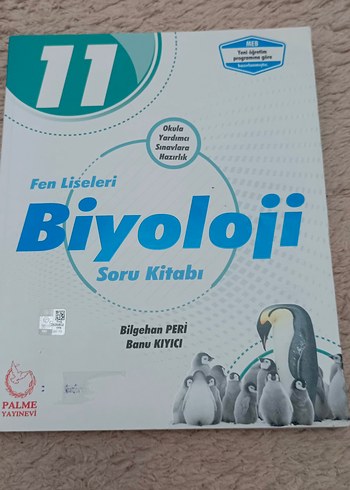 11
MEB
Yeni öğretim
programına göre
hazırlanmıştır.
Okula
Yardımcı
Sınavlara
Hazırlık
Fen Liseleri
Biyoloji
Soru Kitabı
Bilgehan PERİ
Banu KIYICI
PALME
YAYINEVİ